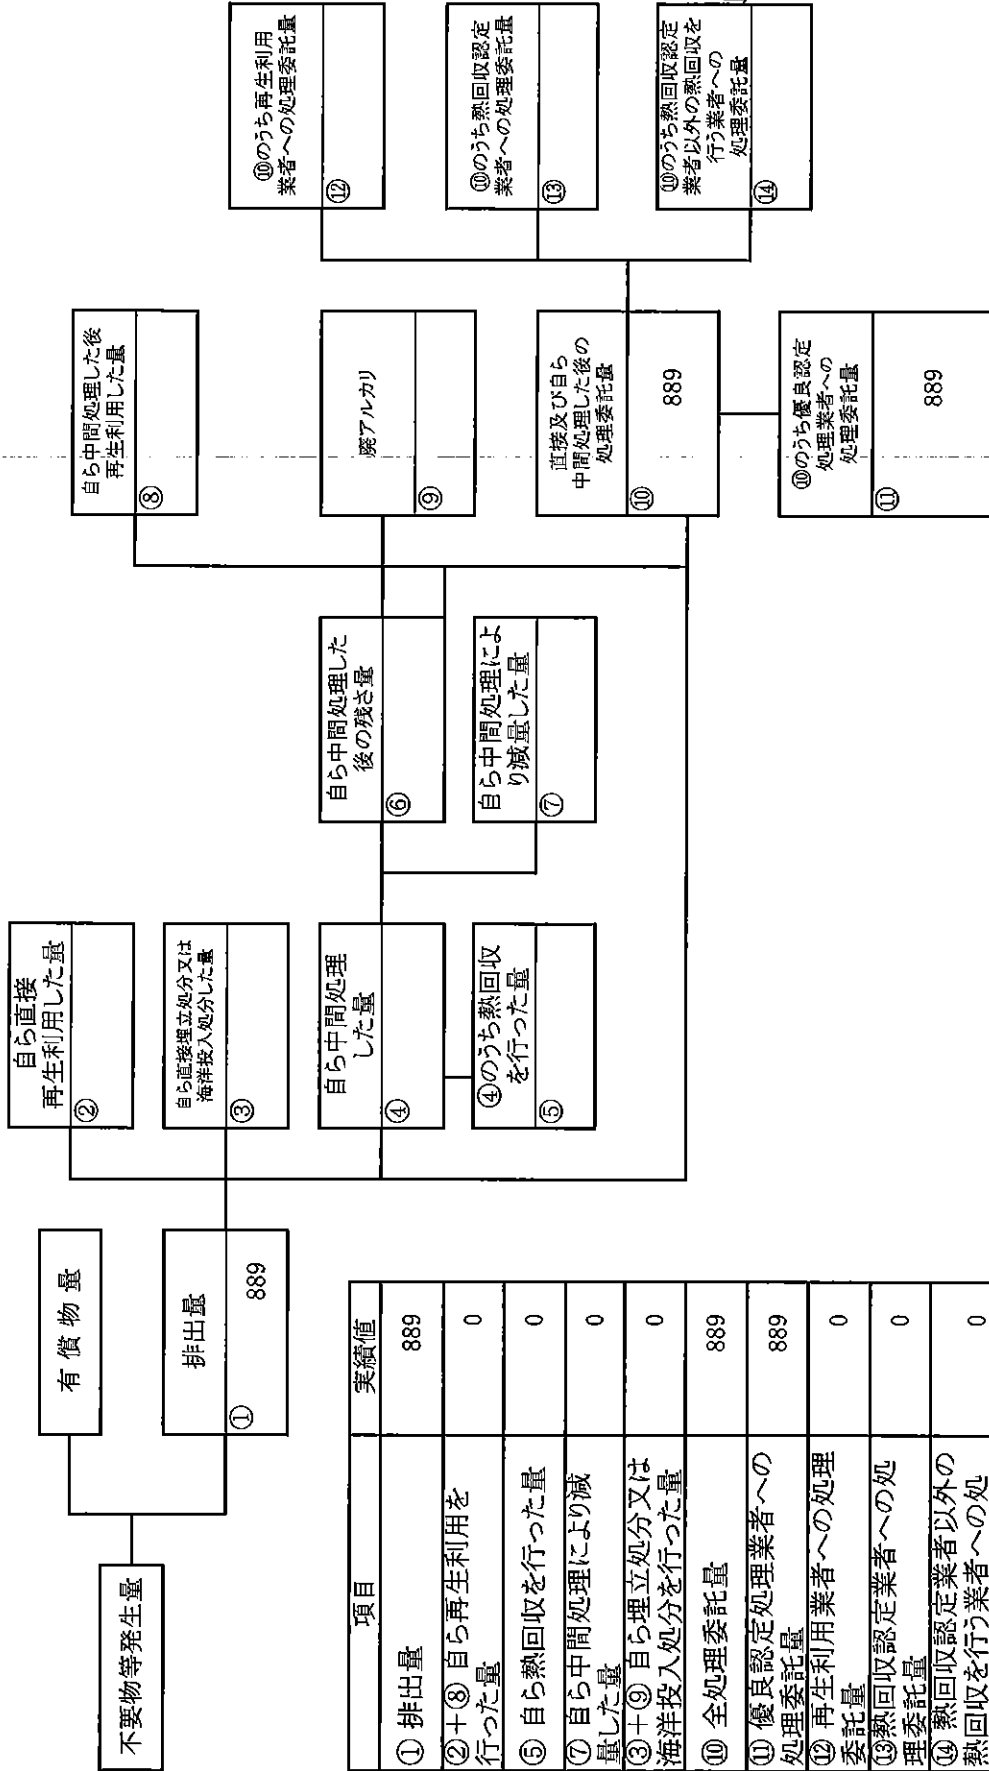 不要物等発生量
有 償 物 量
排出量
①
889
自ら直接
再生利用した量
②
自ら直接埋立処分又は
海洋投入処分した量
③
自ら中間処理
した量
④
④のうち熱回収
を行った量
⑤
自ら中間処理した
後の残さ量
⑥
自ら中間処理によ
り減量した量
⑦
自ら中間処理した後
再生利用した量
⑧
廃アルカリ
⑨
直接及び自ら
中間処理した後の
処理委託量
⑩
889
⑩のうち優良認定
処理業者への
処理委託量
⑪
889
⑩のうち再生利用
業者への処理委託量
⑫
⑩のうち熱回収認定
業者への処理委託量
⑬
⑩のうち熱回収認定
業者以外の熱回収を
行う業者への
処理委託量
⑭
項目 実績値
① 排出量 889
②+⑧ 自ら再生利用を
行った量 0
⑤ 自ら熱回収を行った量 0
⑦ 自ら中間処理により減
量した量 0
③+⑨ 自ら埋立処分又は
海洋投入処分を行った量 0
⑩ 全処理委託量 889
⑪ 優良認定処理業者への
処理委託量 889
⑫ 再生利用業者への処理
委託量 0
⑬熱回収認定業者への処
理委託量 0
⑭ 熱回収認定業者以外の
熱回収を行う業者への処 0